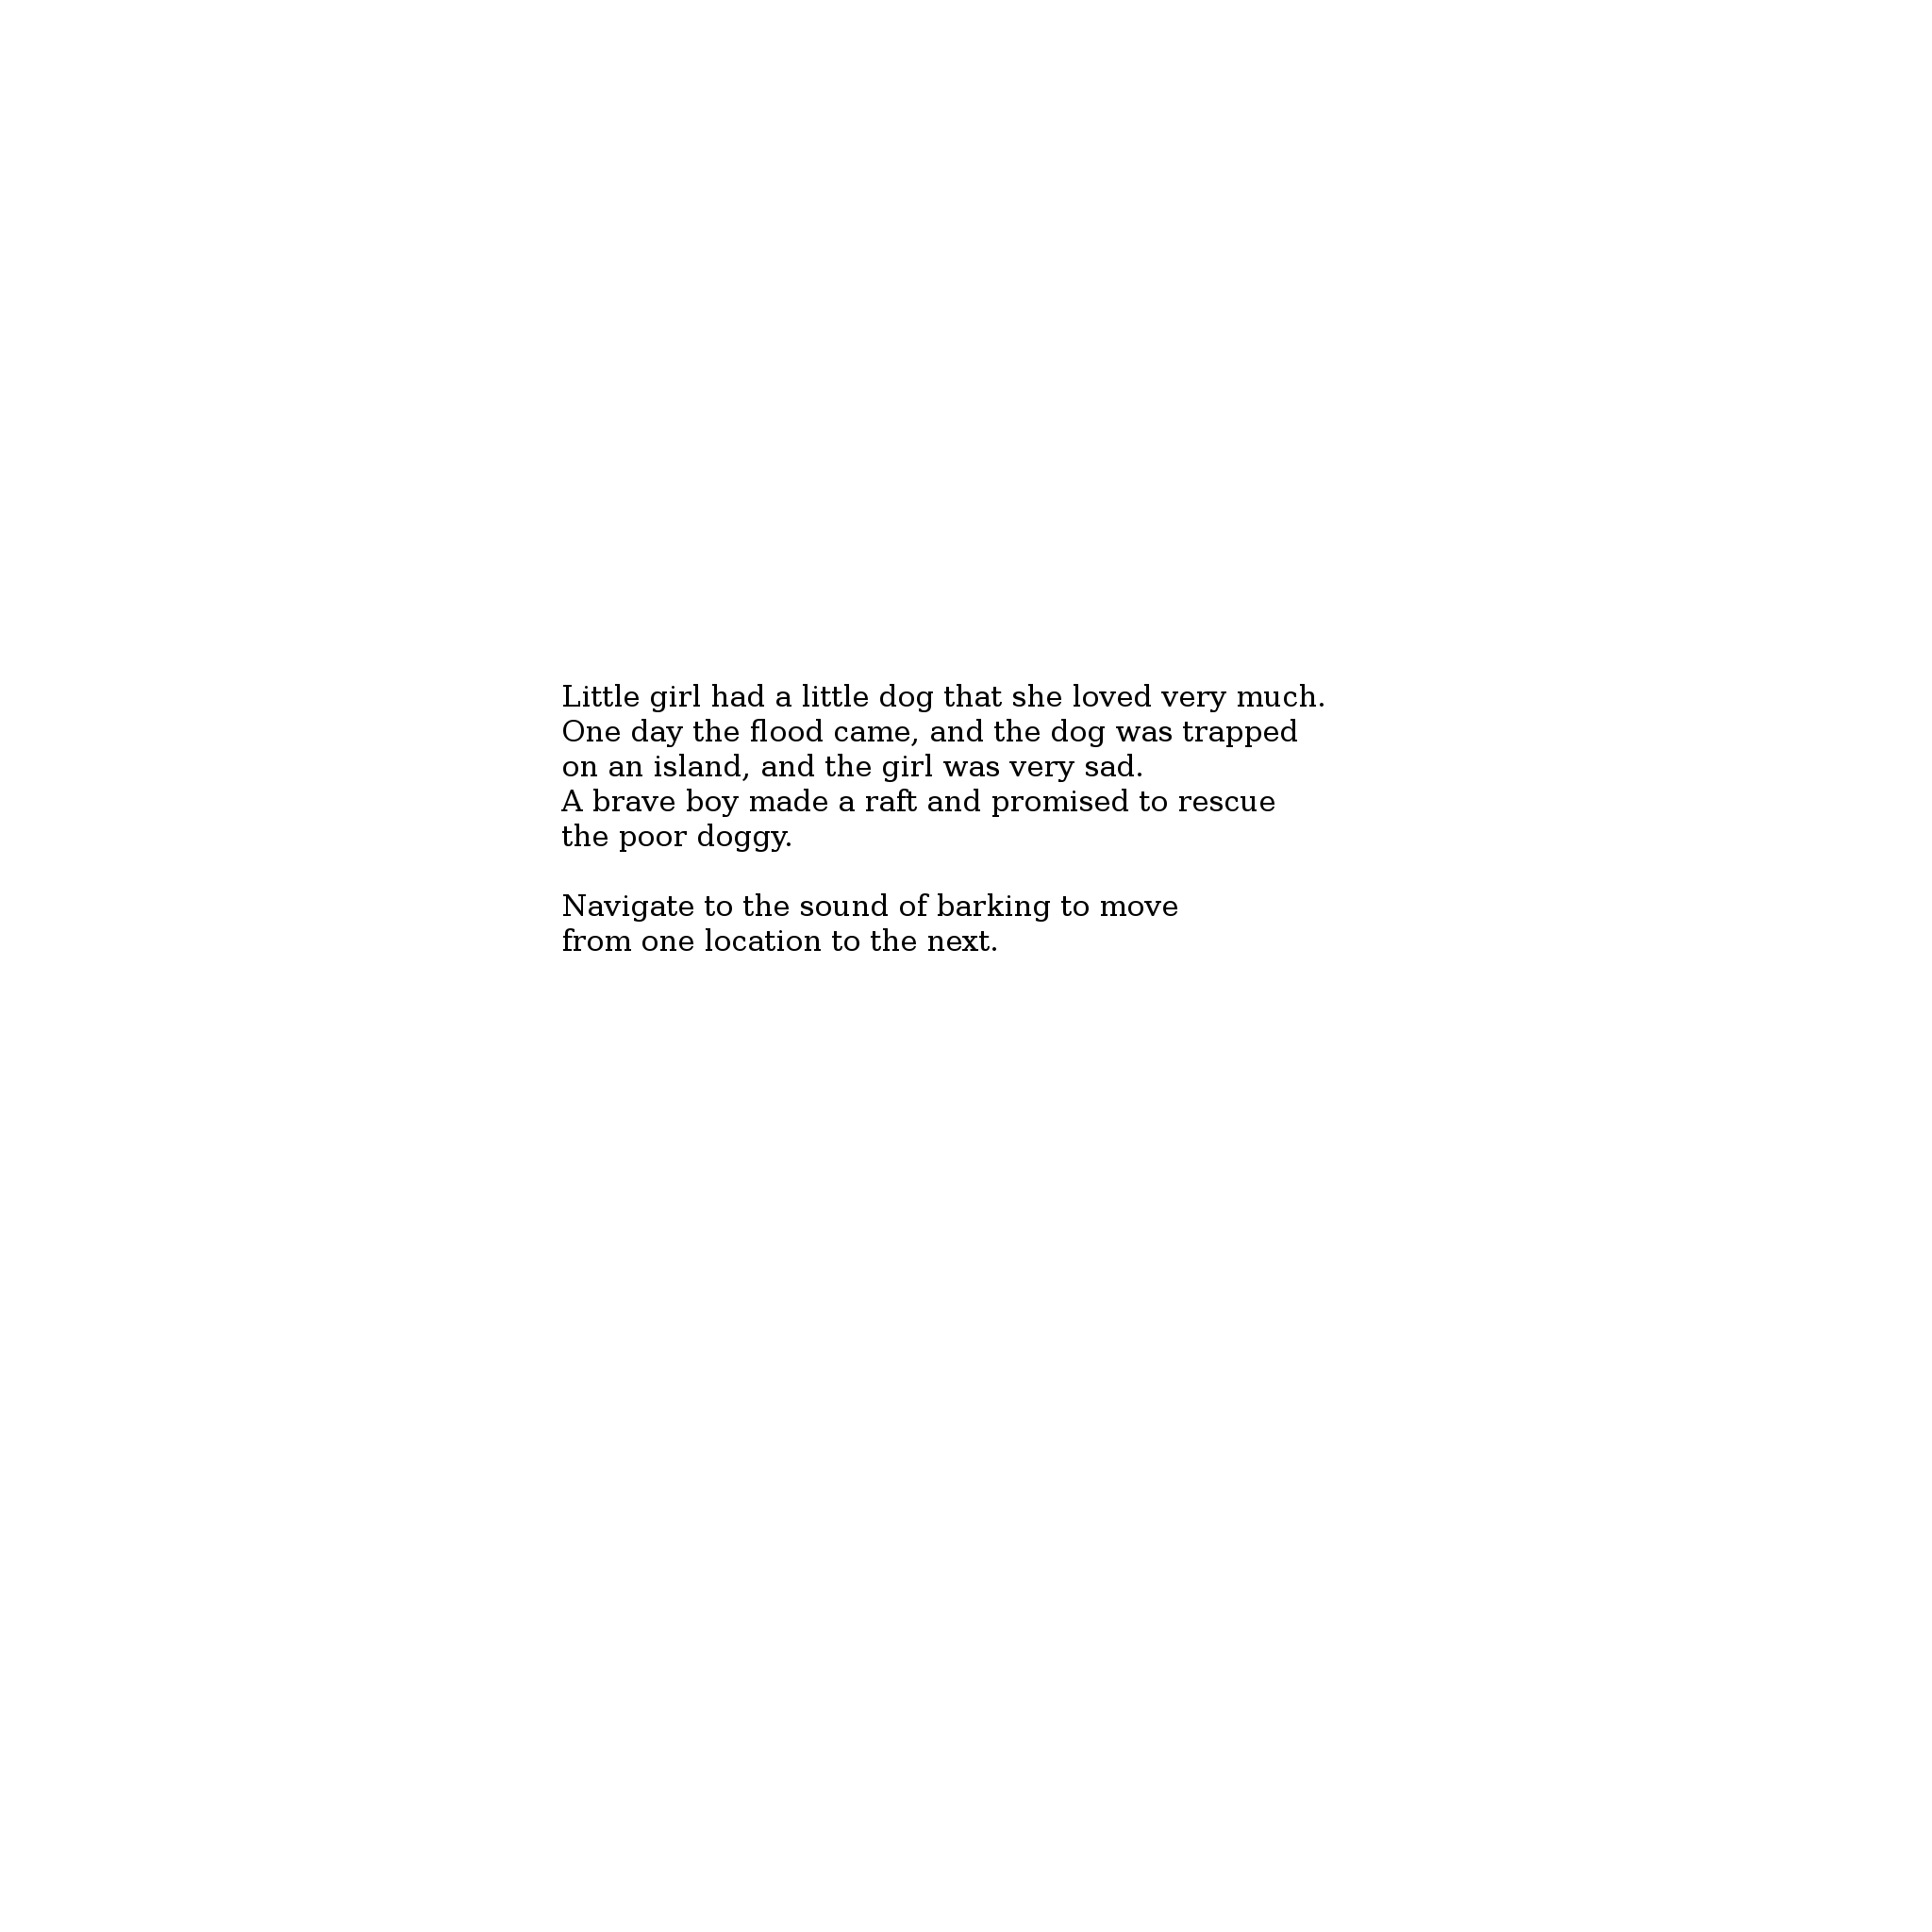 Little girl had a little dog that she loved very much.
One day the flood came, and the dog was trapped
on an island, and the girl was very sad.
A brave boy made a raft and promised to rescue
the poor doggy.
Navigate to the sound of barking to move
from one location to the next.